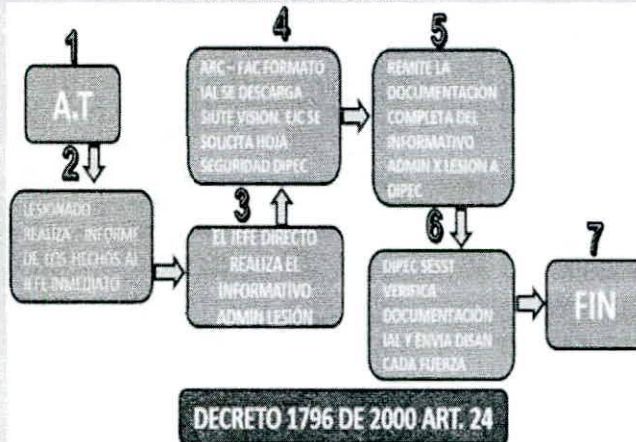 1
A.T
2
LESIONADO
REALIZA INFORME
DE LOS HECHOS AL
JEFE INMEDIATO
3
EL JEFE DIRECTO
REALIZA EL
INFORMATIVO
ADMIN LESIÓN
4
ARC – FAC FORMATO
IAL SE DESCARGA
SIUTE VISIÓN. EJC SE
SOLICITA HOJA
SEGURIDAD DIPEC
5
REMITE LA
DOCUMENTACIÓN
COMPLETA DEL
INFORMATIVO
ADMIN X LESION A
DIPEC
6
DIPEC SESST
VERIFICA
DOCUMENTACIÓN
IAL Y ENVIA DISAN
CADA FUERZA
7
FIN
DECRETO 1796 DE 2000 ART. 24